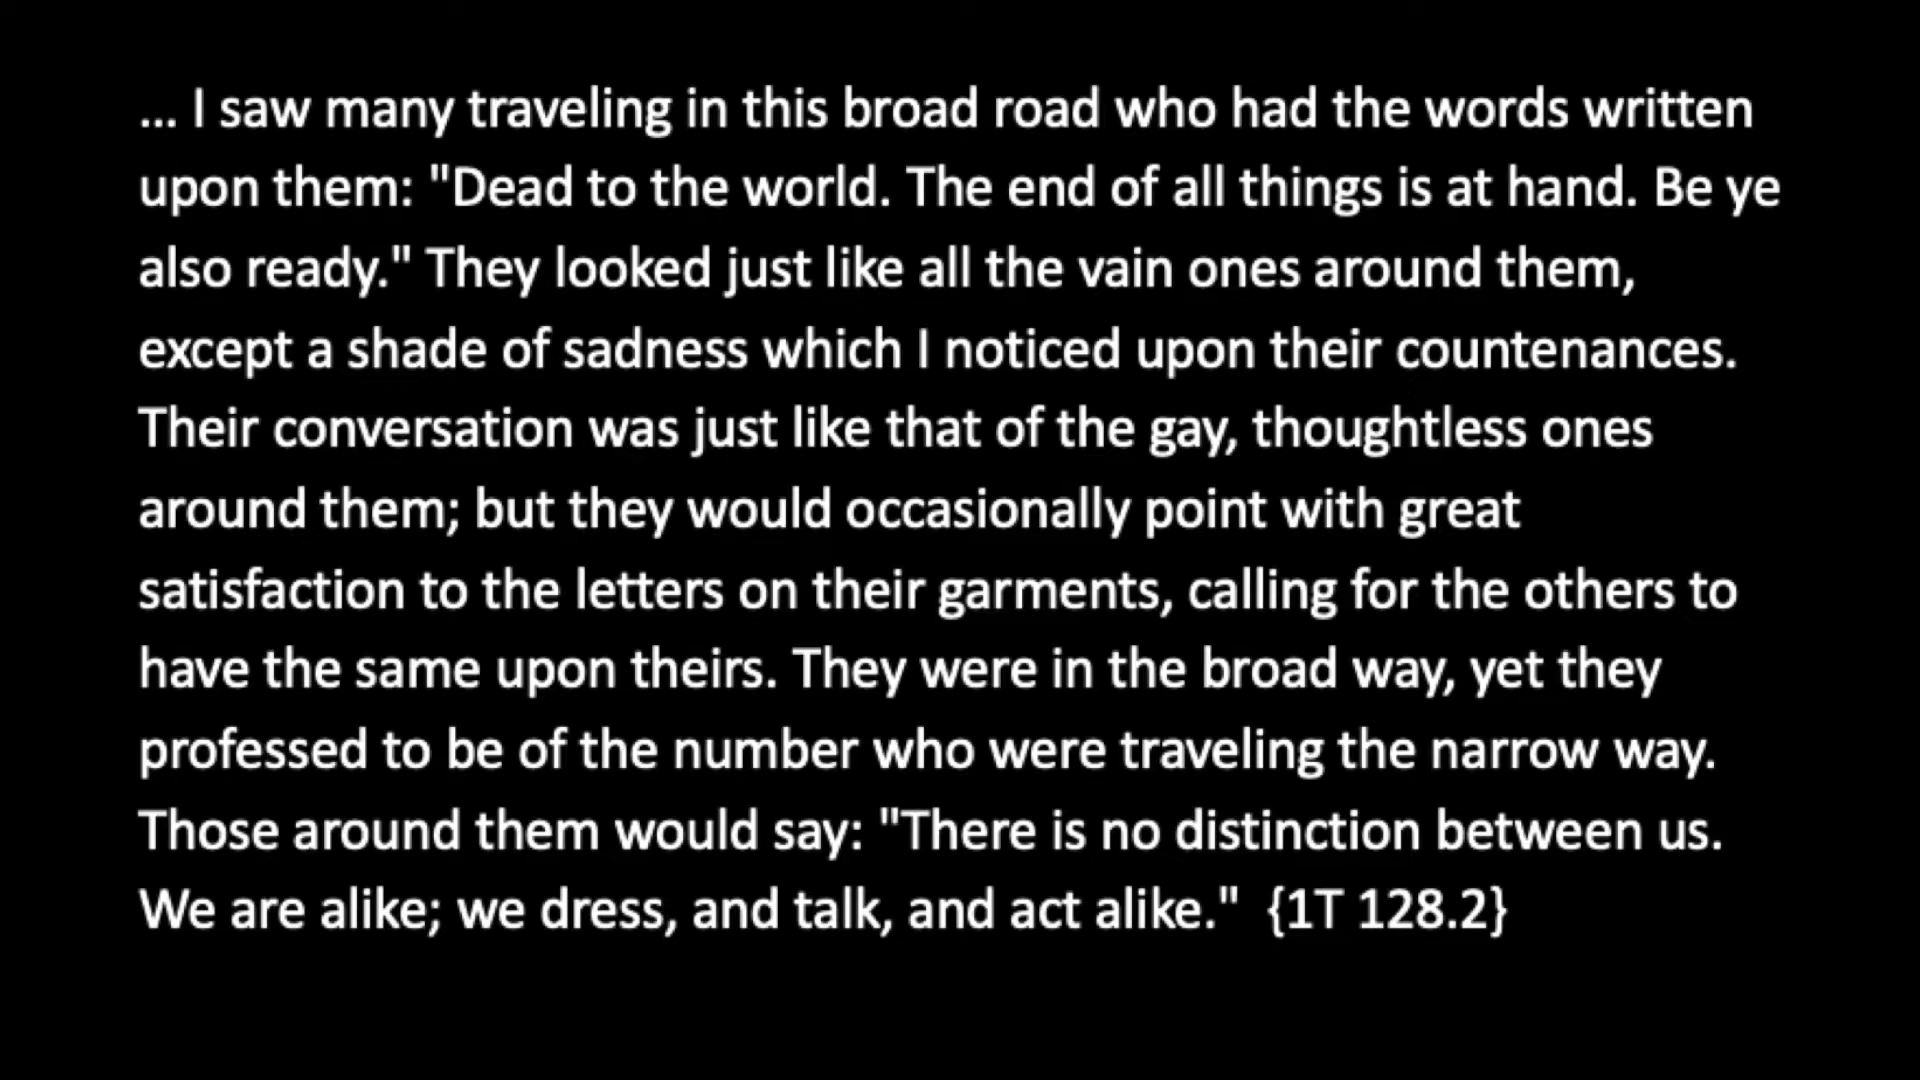 ... I saw many traveling in this broad road who had the words written
upon them: "Dead to the world. The end of all things is at hand. Be ye
also ready." They looked just like all the vain ones around them,
except a shade of sadness which I noticed upon their countenances.
Their conversation was just like that of the gay, thoughtless ones
around them; but they would occasionally point with great
satisfaction to the letters on their garments, calling for the others to
have the same upon theirs. They were in the broad way, yet they
professed to be of the number who were traveling the narrow way.
Those around them would say: "There is no distinction between us.
We are alike; we dress, and talk, and act alike."  {1T 128.2}